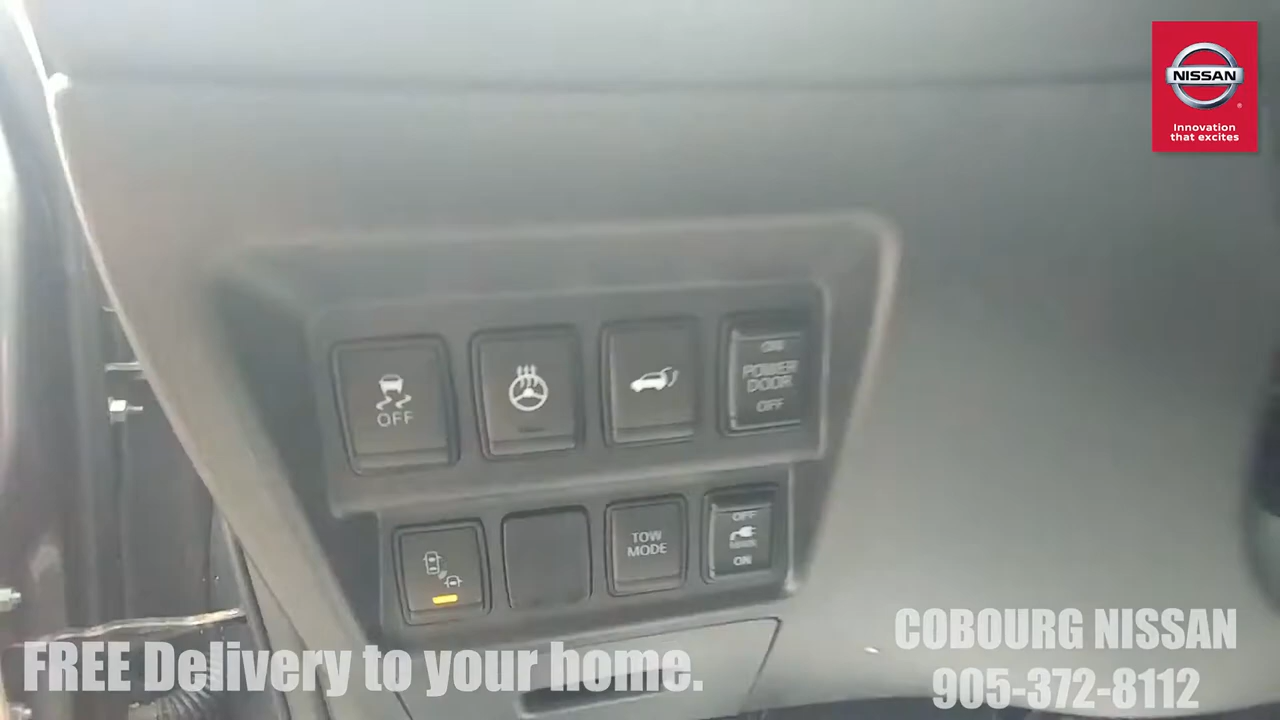 NISSAN
Innovation
that excites
OFF
ON
POWER
DOOR
OFF
TOW
MODE
OFF
ON
FREE Delivery to your home.
COBOURG NISSAN
905-372-8112